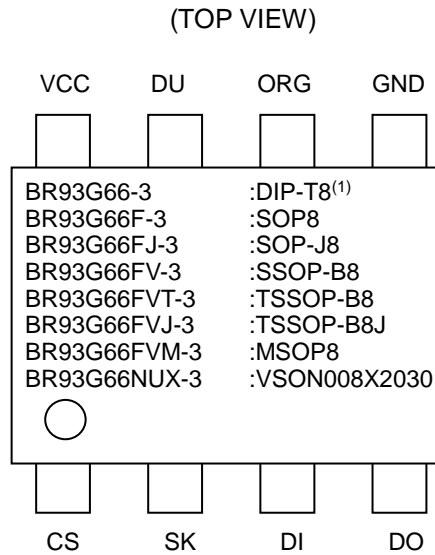 (TOP VIEW)
VCC DU ORG GND
BR93G66-3 :DIP-T8(1)
BR93G66F-3 :SOP8
BR93G66FJ-3 :SOP-J8
BR93G66FV-3 :SSOP-B8
BR93G66FVT-3 :TSSOP-B8
BR93G66FVJ-3 :TSSOP-B8J
BR93G66FVM-3 :MSOP8
BR93G66NUX-3 :VSON008X2030
CS SK DI DO